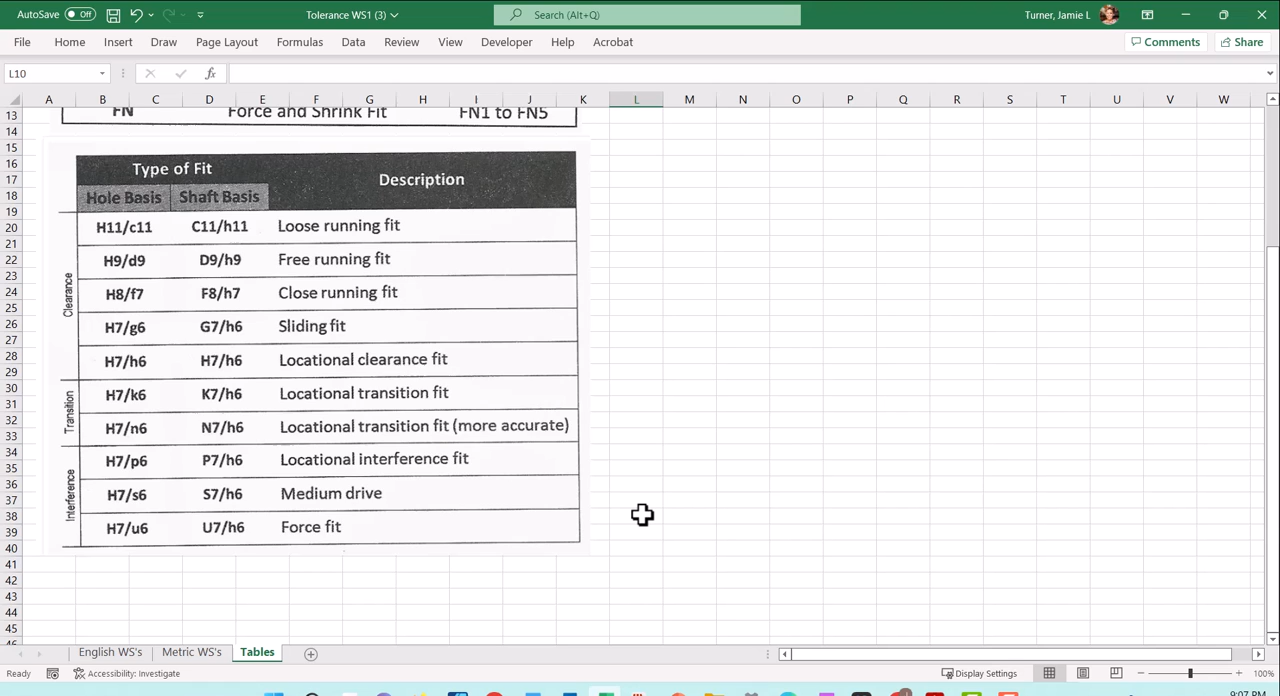 AutoSave Off Tolerance WS1 (3) Search (Alt+Q) Turner, Jamie L
File Home Insert Draw Page Layout Formulas Data Review View Developer Help Acrobat Comments Share
L10 fx
A B C D E F G H I J K L M N O P Q R S T U V W
13
14
15
16
17
18
19
20
21
22
23
24
25
26
27
28
29
30
31
32
33
34
35
36
37
38
39
40
41
42
43
44
45
46
FN Force and Shrink Fit FN1 to FN5
Type of Fit Description
Hole Basis Shaft Basis
Clearance
H11/c11 C11/h11 Loose running fit
H9/d9 D9/h9 Free running fit
H8/f7 F8/h7 Close running fit
H7/g6 G7/h6 Sliding fit
H7/h6 H7/h6 Locational clearance fit
Transition
H7/k6 K7/h6 Locational transition fit
H7/n6 N7/h6 Locational transition fit (more accurate)
Interference
H7/p6 P7/h6 Locational interference fit
H7/s6 S7/h6 Medium drive
H7/u6 U7/h6 Force fit
English WS's Metric WS's Tables
Ready Accessibility: Investigate Display Settings 100%
9:07 PM